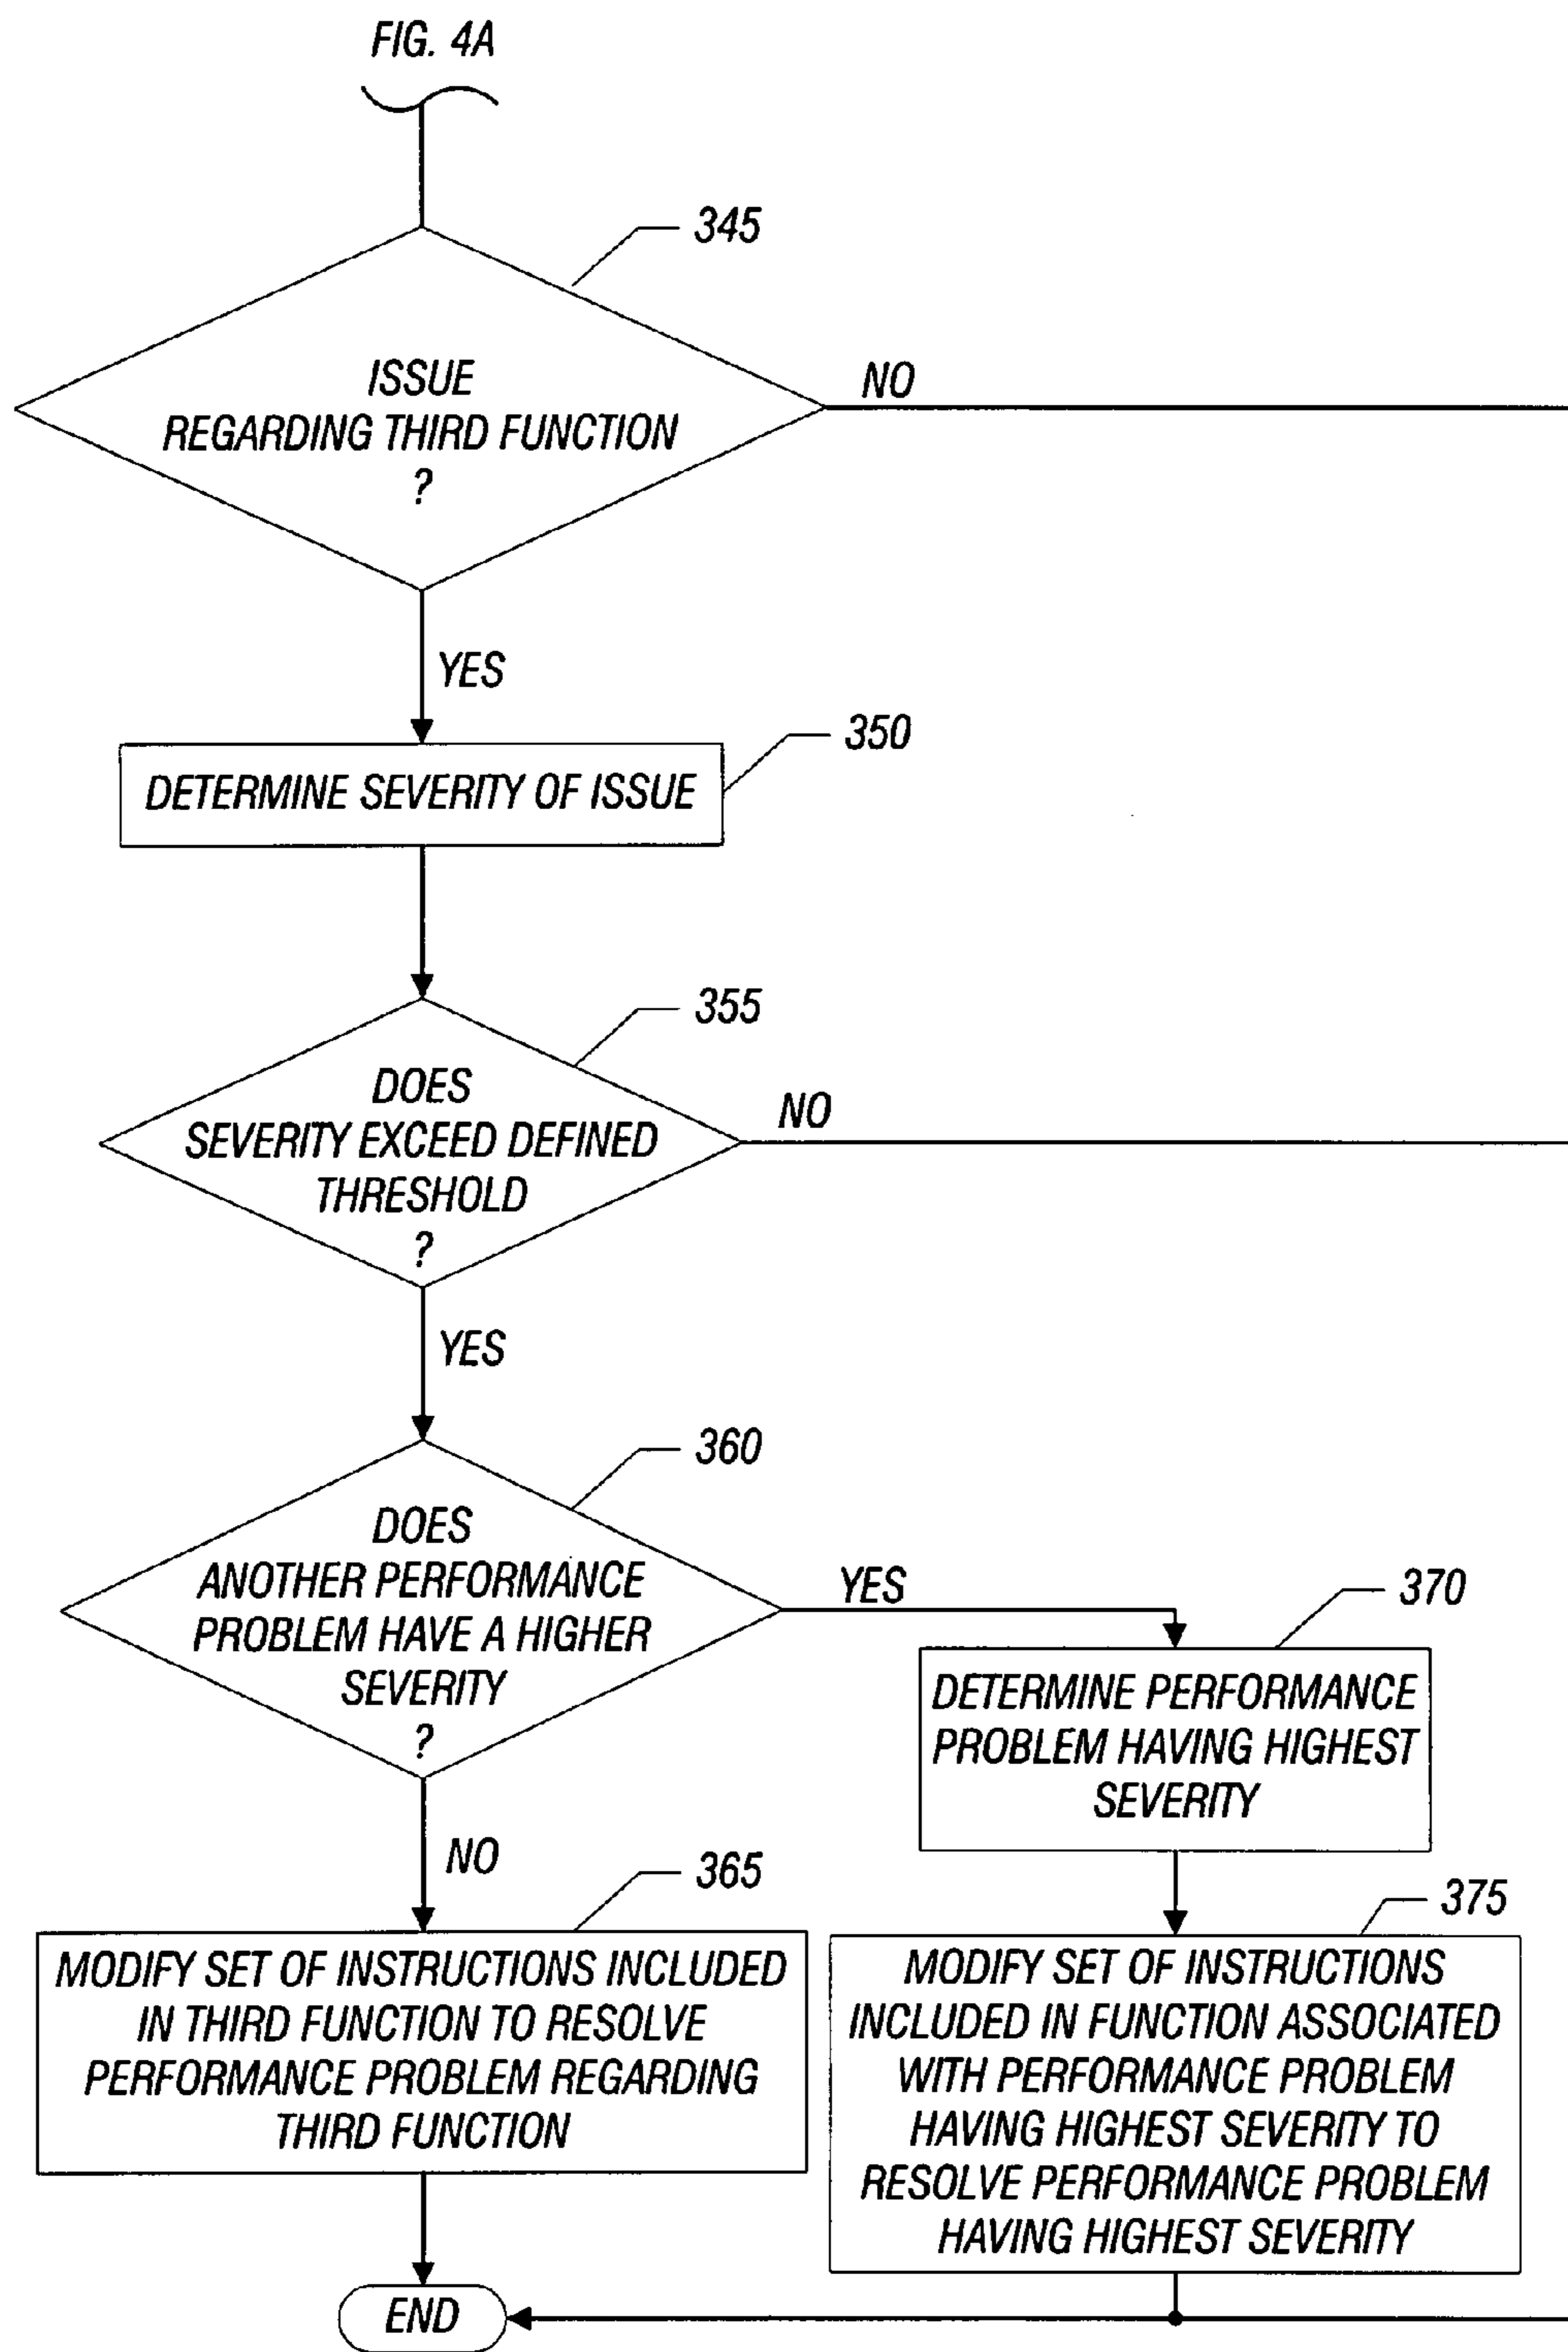 FIG. 4A
345
ISSUE
REGARDING THIRD FUNCTION
?
NO
YES
350
DETERMINE SEVERITY OF ISSUE
355
DOES
SEVERITY EXCEED DEFINED
THRESHOLD
?
NO
YES
360
DOES
ANOTHER PERFORMANCE
PROBLEM HAVE A HIGHER
SEVERITY
?
YES
370
DETERMINE PERFORMANCE
PROBLEM HAVING HIGHEST
SEVERITY
NO
365
MODIFY SET OF INSTRUCTIONS INCLUDED
IN THIRD FUNCTION TO RESOLVE
PERFORMANCE PROBLEM REGARDING
THIRD FUNCTION
375
MODIFY SET OF INSTRUCTIONS
INCLUDED IN FUNCTION ASSOCIATED
WITH PERFORMANCE PROBLEM
HAVING HIGHEST SEVERITY TO
RESOLVE PERFORMANCE PROBLEM
HAVING HIGHEST SEVERITY
END